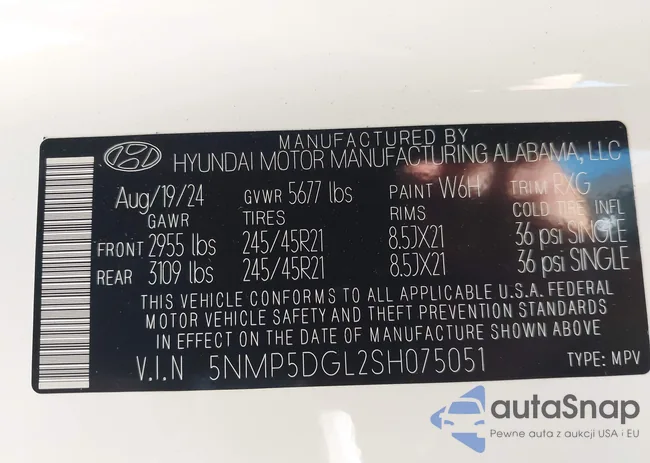 MANUFACTURED BY
HYUNDAI MOTOR MANUFACTURING ALABAMA, LLC
Aug/19/24 GVWR 5677 lbs PAINT W6H TRIM RXG
GAWR TIRES RIMS COLD TIRE INFL
FRONT 2955 lbs 245/45R21 8.5JX21 36 psi SINGLE
REAR 3109 lbs 245/45R21 8.5JX21 36 psi SINGLE
THIS VEHICLE CONFORMS TO ALL APPLICABLE U.S.A. FEDERAL
MOTOR VEHICLE SAFETY AND THEFT PREVENTION STANDARDS
IN EFFECT ON THE DATE OF MANUFACTURE SHOWN ABOVE
V.I.N 5NMP5DGL2SH075051 TYPE: MPV
autaSnap
Pewne auta z aukcji USA i EU